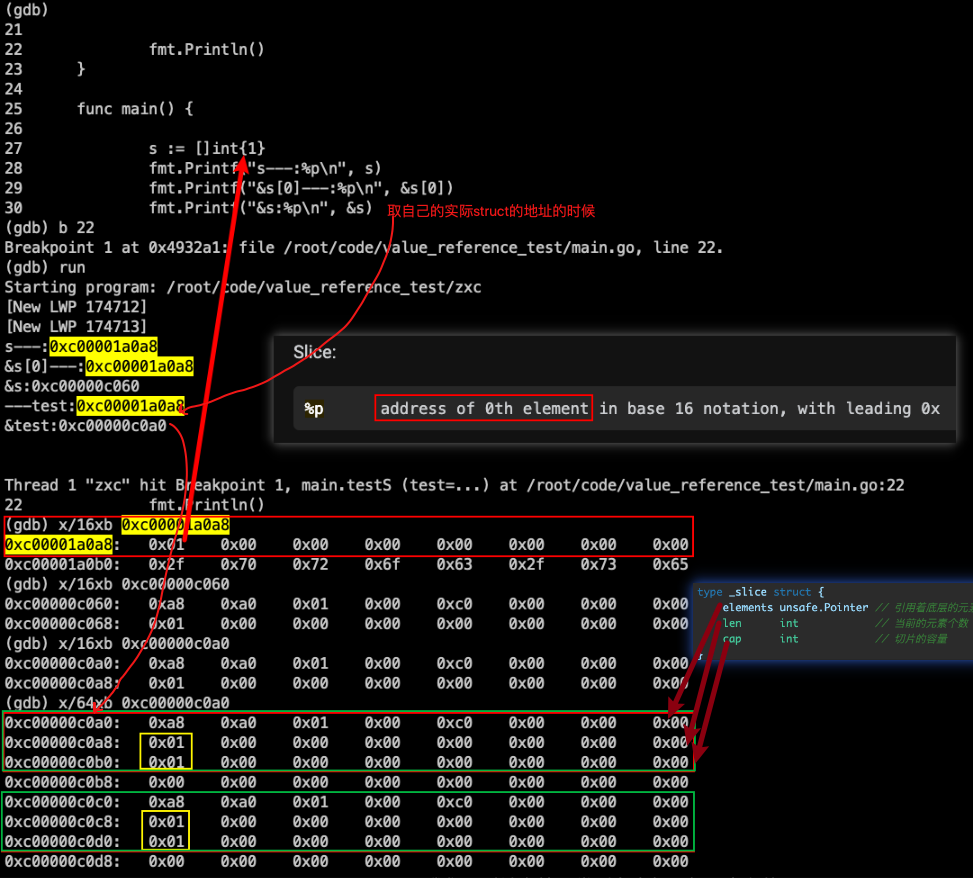 (gdb)
21
22 fmt.Println()
23 }
24
25 func main() {
26
27 s := []int{1}
28 fmt.Printf("s---:%p\n", s)
29 fmt.Printf("&s[0]---:%p\n", &s[0])
30 fmt.Printf("&s:%p\n", &s) 取自己的实际struct的地址的时候
(gdb) b 22
Breakpoint 1 at 0x4932a1: file /root/code/value_reference_test/main.go, line 22.
(gdb) run
Starting program: /root/code/value_reference_test/zxc
[New LWP 174712]
[New LWP 174713]
s---:0xc00001a0a8
&s[0]---:0xc00001a0a8
&s:0xc00000c060
---test:0xc00001a0a8
&test:0xc00000c0a0
Slice:
%p address of 0th element in base 16 notation, with leading 0x
Thread 1 "zxc" hit Breakpoint 1, main.testS (test=...) at /root/code/value_reference_test/main.go:22
22 fmt.Println()
(gdb) x/16xb 0xc00001a0a8
0xc00001a0a8: 0x01 0x00 0x00 0x00 0x00 0x00 0x00 0x00
0xc00001a0b0: 0x2f 0x70 0x72 0x6f 0x63 0x2f 0x73 0x65
(gdb) x/16xb 0xc00000c060
0xc00000c060: 0xa8 0xa0 0x01 0x00 0xc0 0x00 0x00 0x00
0xc00000c068: 0x01 0x00 0x00 0x00 0x00 0x00 0x00 0x00
(gdb) x/16xb 0xc00000c0a0
0xc00000c0a0: 0xa8 0xa0 0x01 0x00 0xc0 0x00 0x00 0x00
0xc00000c0a8: 0x01 0x00 0x00 0x00 0x00 0x00 0x00 0x00
(gdb) x/64xb 0xc00000c0a0
0xc00000c0a0: 0xa8 0xa0 0x01 0x00 0xc0 0x00 0x00 0x00
0xc00000c0a8: 0x01 0x00 0x00 0x00 0x00 0x00 0x00 0x00
0xc00000c0b0: 0x01 0x00 0x00 0x00 0x00 0x00 0x00 0x00
0xc00000c0b8: 0x00 0x00 0x00 0x00 0x00 0x00 0x00 0x00
0xc00000c0c0: 0xa8 0xa0 0x01 0x00 0xc0 0x00 0x00 0x00
0xc00000c0c8: 0x01 0x00 0x00 0x00 0x00 0x00 0x00 0x00
0xc00000c0d0: 0x01 0x00 0x00 0x00 0x00 0x00 0x00 0x00
0xc00000c0d8: 0x00 0x00 0x00 0x00 0x00 0x00 0x00 0x00
type _slice struct {
elements unsafe.Pointer // 引用着底层的元
len int // 当前的元素个数
cap int // 切片的容量
}